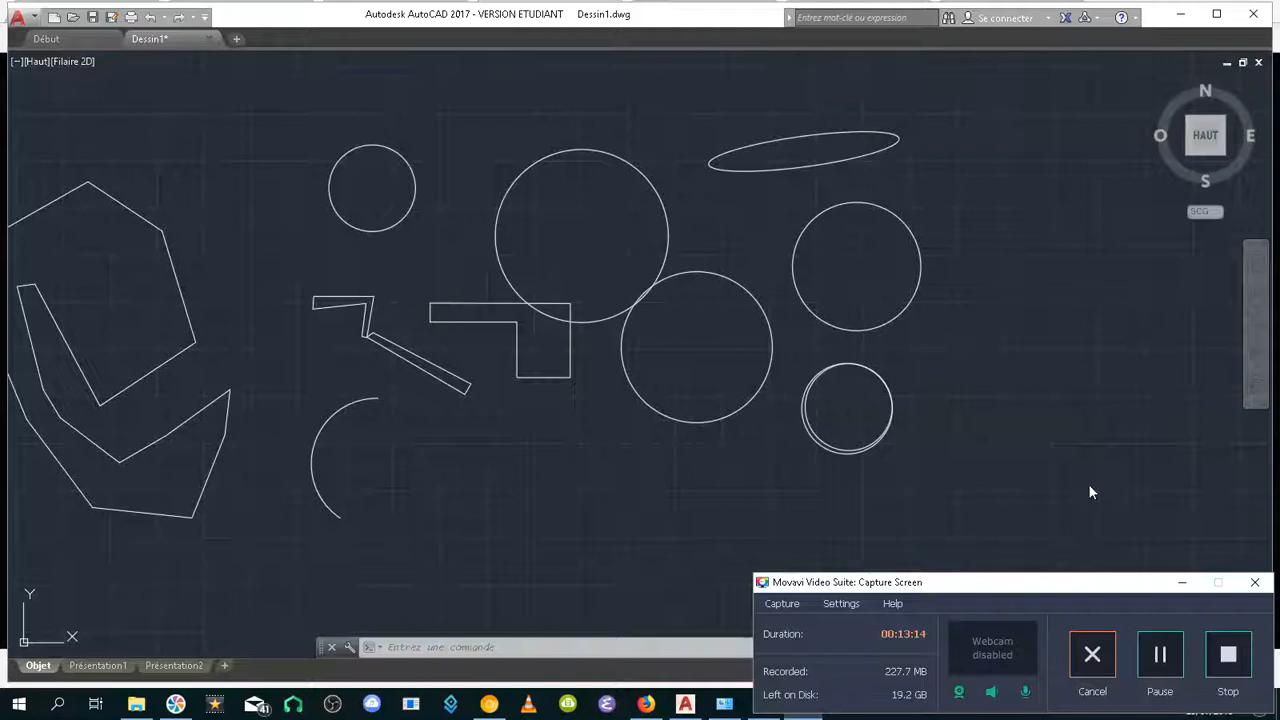 Autodesk AutoCAD 2017 - VERSION ETUDIANT Dessin1.dwg
Entrez mot-clé ou expression
Se connecter
Début
Dessin1*
[−][Haut][Filaire 2D]
N
O HAUT E
S
SCG
Movavi Video Suite: Capture Screen
Capture Settings Help
Duration: 00:13:14
Webcam
disabled
Recorded: 227.7 MB
Left on Disk: 19.2 GB
Cancel Pause Stop
Y
X
Entrez une commande
Objet Présentation1 Présentation2
41